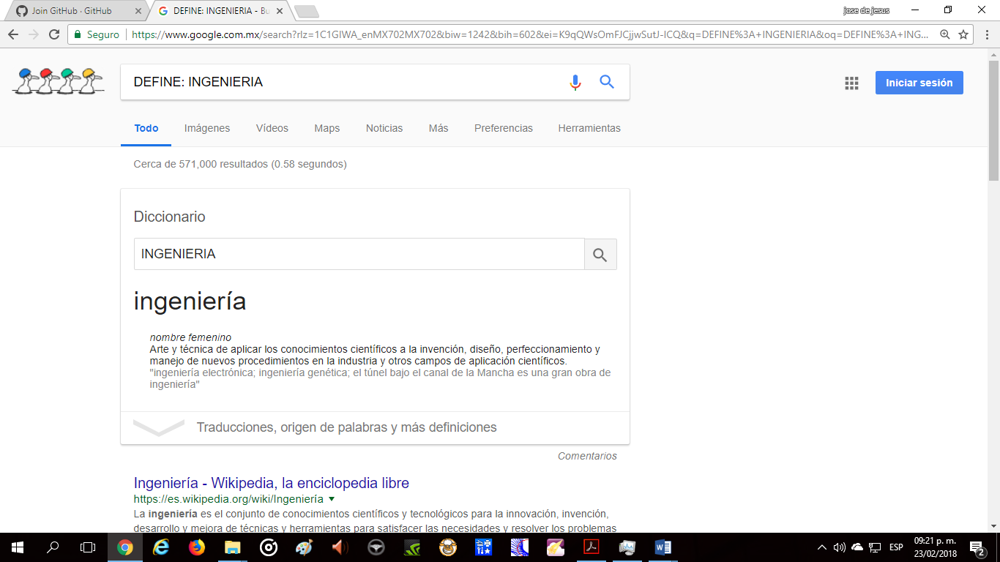 Join GitHub · GitHub
DEFINE: INGENIERIA - Bu
jose de jesus
Seguro
https://www.google.com.mx/search?rlz=1C1GIWA_enMX702MX702&biw=1242&bih=602&ei=K9qQWsOmFJCjjwSutJ-ICQ&q=DEFINE%3A+INGENIERIA&oq=DEFINE%3A+ING...
DEFINE: INGENIERIA
Iniciar sesión
Todo Imágenes Vídeos Maps Noticias Más Preferencias Herramientas
Cerca de 571,000 resultados (0.58 segundos)
Diccionario
INGENIERIA
ingeniería
nombre femenino
Arte y técnica de aplicar los conocimientos científicos a la invención, diseño, perfeccionamiento y
manejo de nuevos procedimientos en la industria y otros campos de aplicación científicos.
"ingeniería electrónica; ingeniería genética; el túnel bajo el canal de la Mancha es una gran obra de
ingeniería"
Traducciones, origen de palabras y más definiciones
Comentarios
Ingeniería - Wikipedia, la enciclopedia libre
https://es.wikipedia.org/wiki/Ingeniería
La ingeniería es el conjunto de conocimientos científicos y tecnológicos para la innovación, invención,
desarrollo y mejora de técnicas y herramientas para satisfacer las necesidades y resolver los problemas
ESP
09:21 p. m.
23/02/2018
2